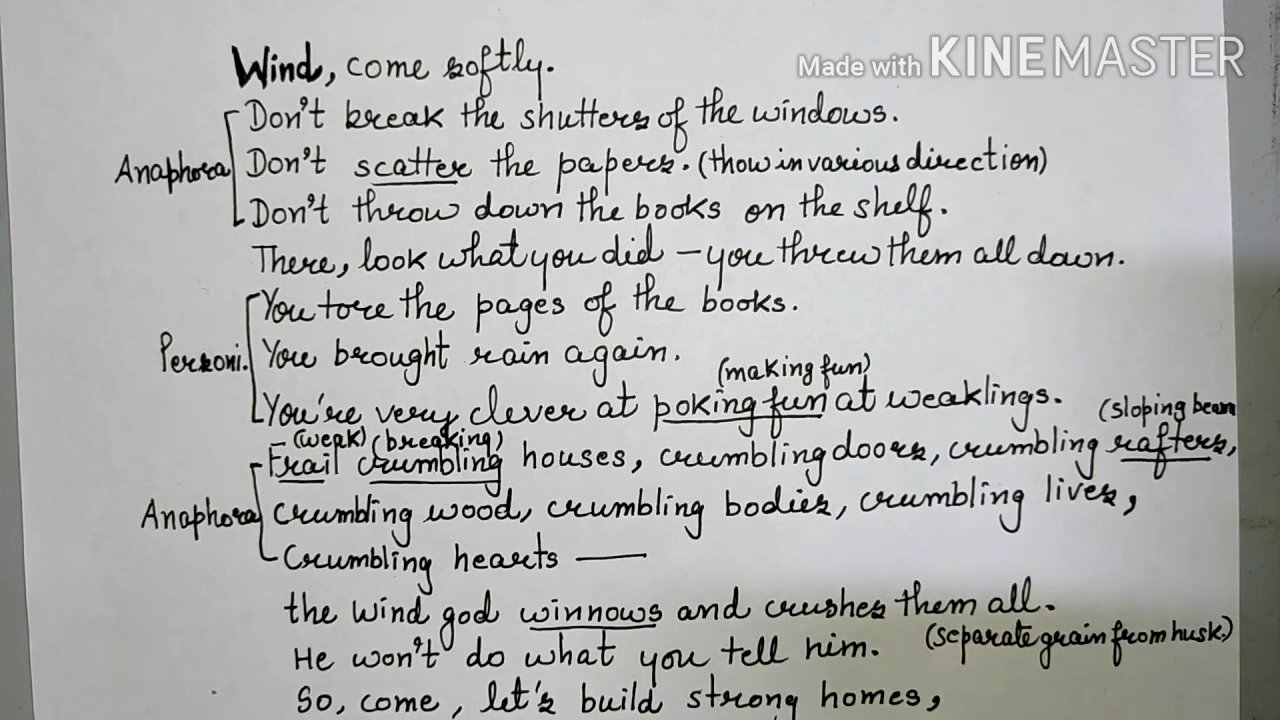 Made with KINEMASTER
Wind, come softly.
Don't break the shutters of the windows.
Anaphora Don't scatter the papers. (thow in various direction)
Don't throw down the books on the shelf.
There, look what you did – you threw them all down.
You tore the pages of the books.
Personi. You brought rain again.
(making fun)
You're very clever at poking fun at weaklings.
(weak) (breaking) (sloping beam
Frail crumbling houses, crumbling doors, crumbling rafters,
Anaphora crumbling wood, crumbling bodies, crumbling lives,
Crumbling hearts —
the wind god winnows and crushes them all.
(separate grain from husk.)
He won't do what you tell him.
So, come, let's build strong homes,